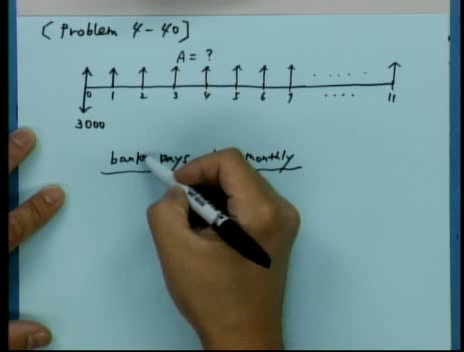 [Problem 4-40]
A = ?
0 1 2 3 4 5 6 7 ...... .... 11
3000
bank pays monthly